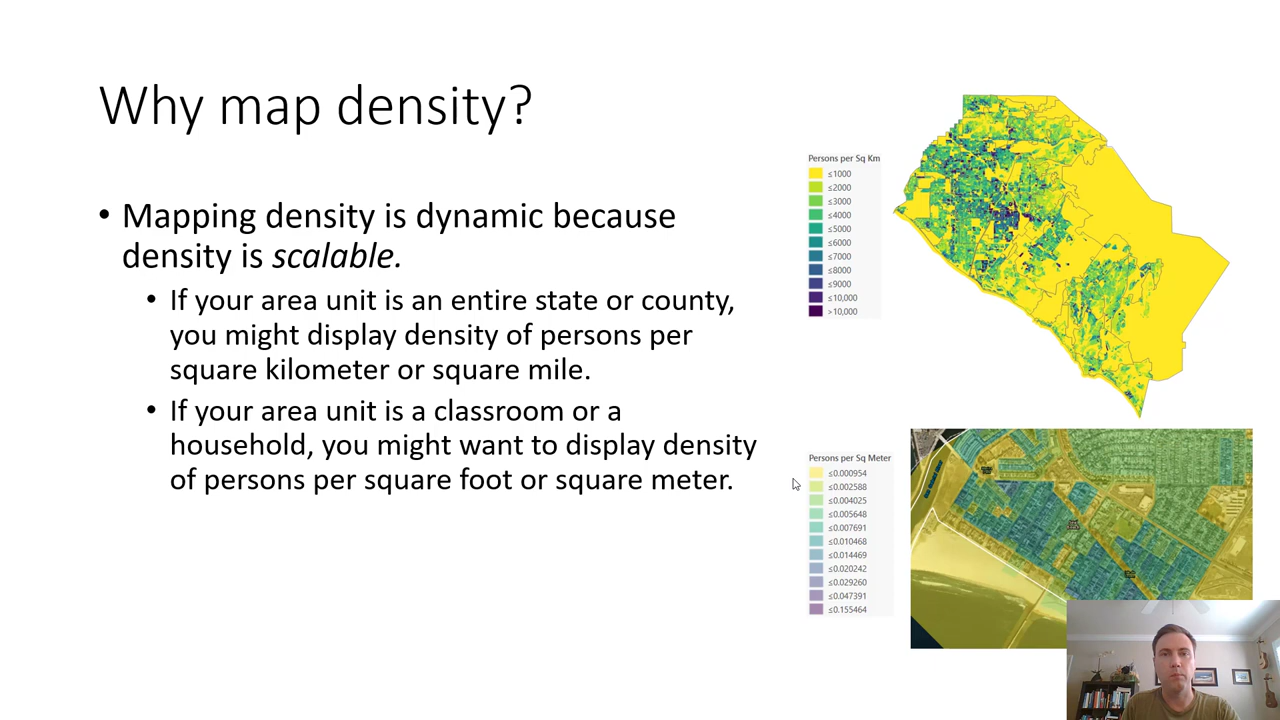 Why map density?
• Mapping density is dynamic because
density is scalable.
• If your area unit is an entire state or county,
you might display density of persons per
square kilometer or square mile.
• If your area unit is a classroom or a
household, you might want to display density
of persons per square foot or square meter.
Persons per Sq Km
≤1000
≤2000
≤3000
≤4000
≤5000
≤6000
≤7000
≤8000
≤9000
≤10,000
>10,000
Persons per Sq Meter
≤0.000954
≤0.002588
≤0.004025
≤0.005648
≤0.007691
≤0.010468
≤0.014469
≤0.020242
≤0.029260
≤0.047391
≤0.155464